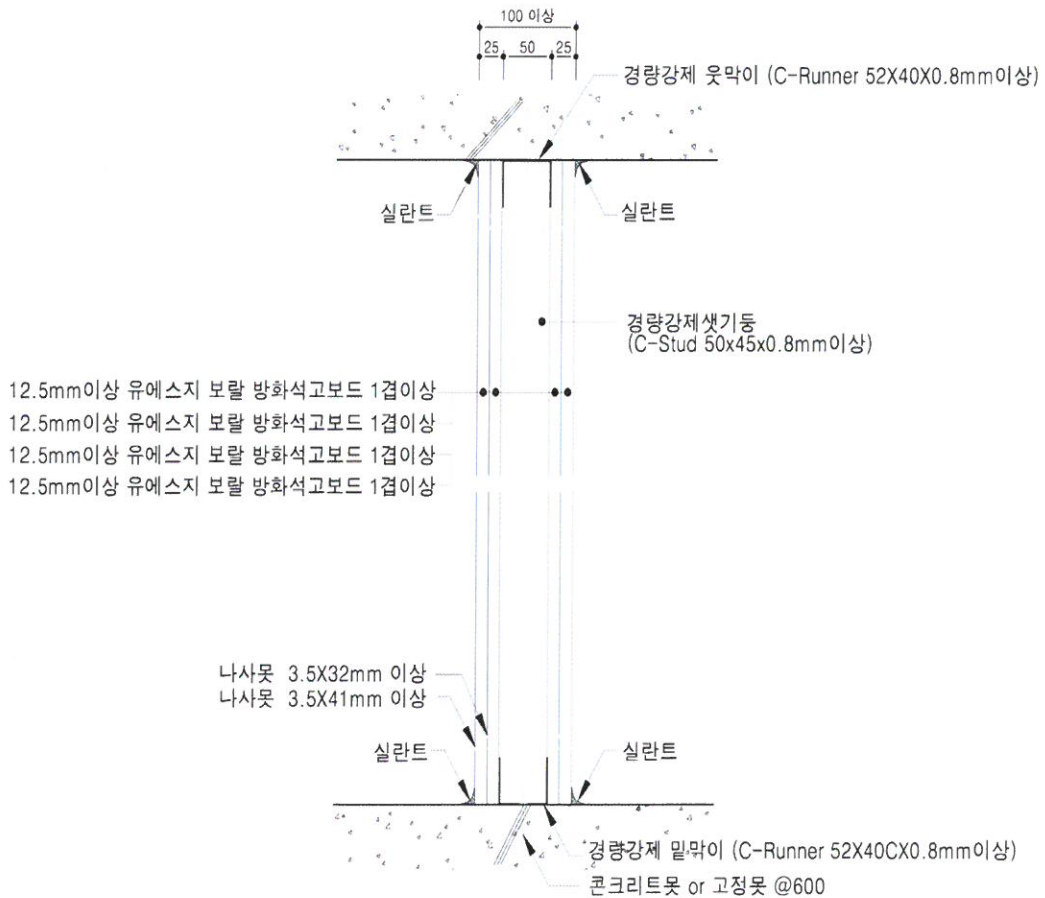 100 이상
25 50 25
경량강제 웃막이 (C-Runner 52X40X0.8mm이상)
실란트
실란트
경량강제샛기둥
(C-Stud 50x45x0.8mm이상)
12.5mm이상 유에스지 보랄 방화석고보드 1겹이상
12.5mm이상 유에스지 보랄 방화석고보드 1겹이상
12.5mm이상 유에스지 보랄 방화석고보드 1겹이상
12.5mm이상 유에스지 보랄 방화석고보드 1겹이상
나사못 3.5X32mm 이상
나사못 3.5X41mm 이상
실란트
실란트
경량강제 밑막이 (C-Runner 52X40CX0.8mm이상)
콘크리트못 or 고정못 @600